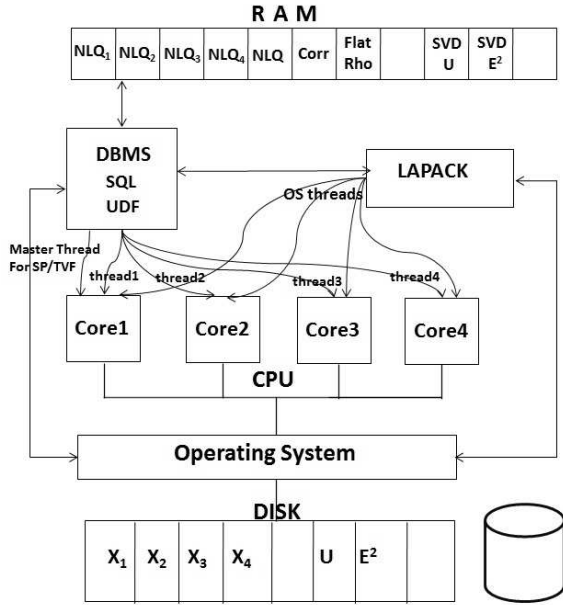 R A M
NLQ₁ NLQ₂ NLQ₃ NLQ₄ NLQ Corr Flat Rho SVD U SVD E²
DBMS
SQL
UDF
LAPACK
OS threads
Master Thread
For SP/TVF
thread1 thread2 thread3 thread4
Core1 Core2 Core3 Core4
CPU
Operating System
DISK
X₁ X₂ X₃ X₄ U E²